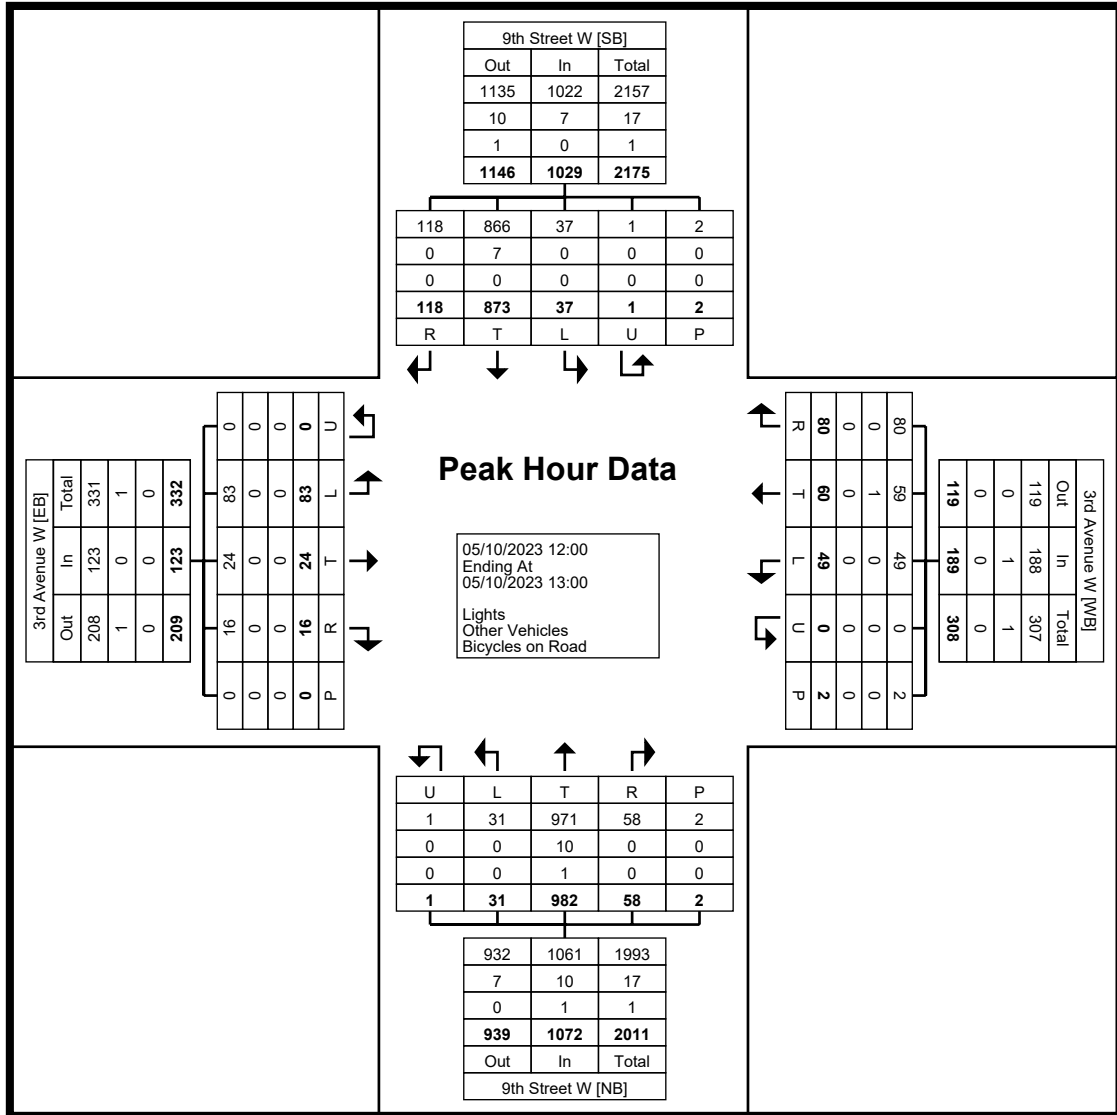 9th Street W [SB]
Out In Total
1135 1022 2157
10 7 17
1 0 1
1146 1029 2175
118 866 37 1 2
0 7 0 0 0
0 0 0 0 0
118 873 37 1 2
R T L U P
3rd Avenue W [EB]
Total In Out
331 123 208
1 0 1
0 0 0
332 123 209
0 83 24 16 0
0 0 0 0 0
0 0 0 0 0
0 83 24 16 0
U L T R P
Peak Hour Data
05/10/2023 12:00
Ending At
05/10/2023 13:00
Lights
Other Vehicles
Bicycles on Road
R T L U P
80 60 49 0 2
0 0 0 0 0
0 1 0 0 0
80 59 49 0 2
119 189 308
0 0 0
0 1 1
119 188 307
Out In Total
3rd Avenue W [WB]
U L T R P
1 31 971 58 2
0 0 10 0 0
0 0 1 0 0
1 31 982 58 2
932 1061 1993
7 10 17
0 1 1
939 1072 2011
Out In Total
9th Street W [NB]